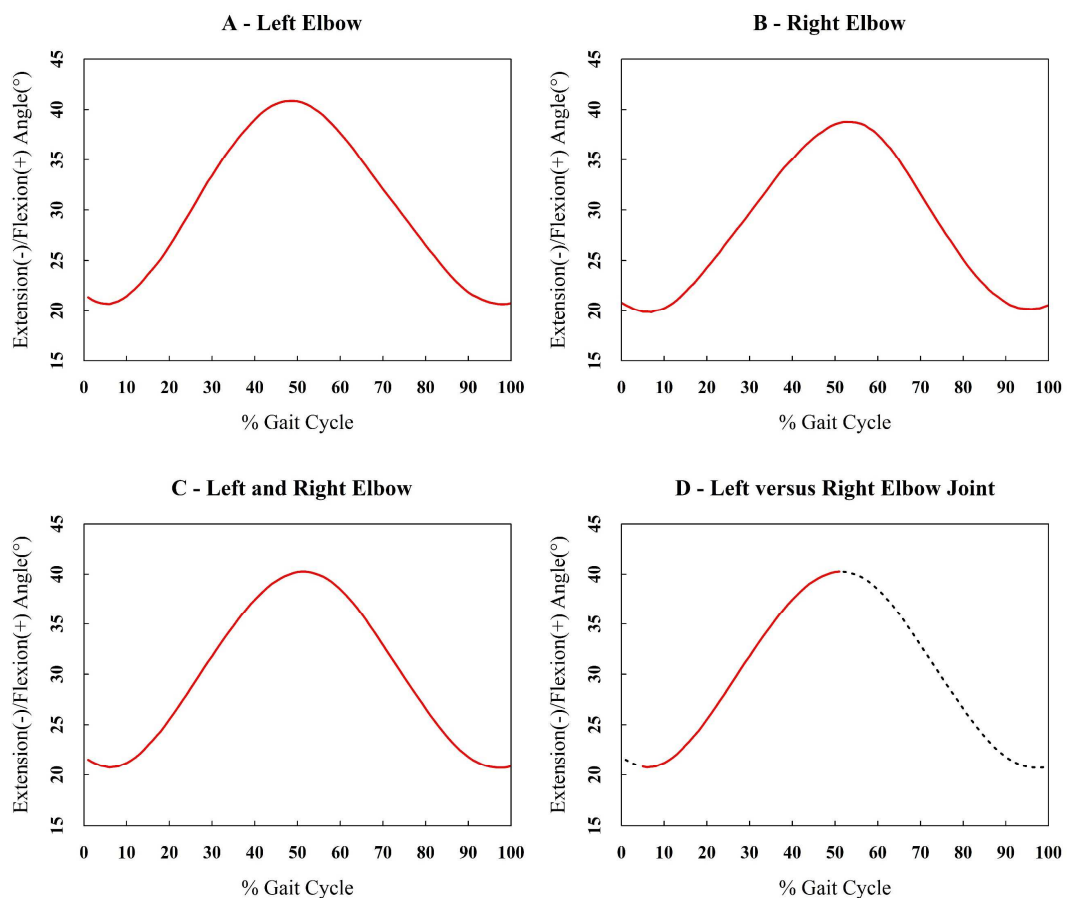 A - Left Elbow
Extension(-)/Flexion(+) Angle(°)
45
40
35
30
25
20
15
0 10 20 30 40 50 60 70 80 90 100
% Gait Cycle
B - Right Elbow
Extension(-)/Flexion(+) Angle(°)
45
40
35
30
25
20
15
0 10 20 30 40 50 60 70 80 90 100
% Gait Cycle
C - Left and Right Elbow
Extension(-)/Flexion(+) Angle(°)
45
40
35
30
25
20
15
0 10 20 30 40 50 60 70 80 90 100
% Gait Cycle
D - Left versus Right Elbow Joint
Extension(-)/Flexion(+) Angle(°)
45
40
35
30
25
20
15
0 10 20 30 40 50 60 70 80 90 100
% Gait Cycle